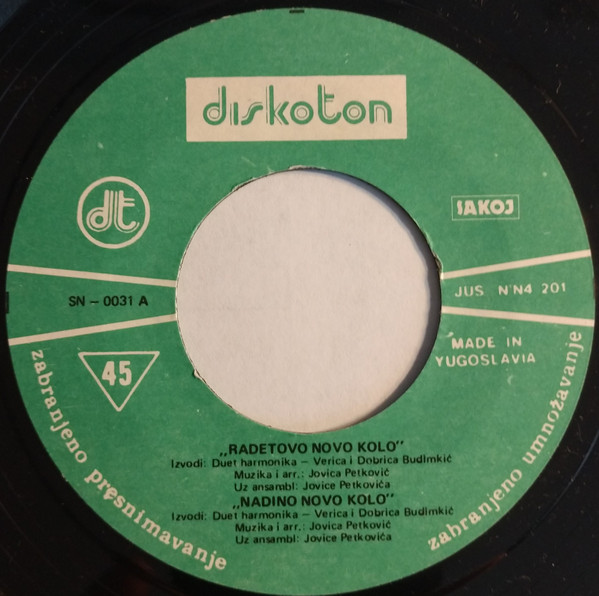 diskoton
dt
SAKOJ
SN – 0031 A
JUS N·N4 201
45
MADE IN
YUGOSLAVIA
„RADETOVO NOVO KOLO”
Izvodi: Duet harmonika – Verica i Dobrica Budimkić
Muzika i arr.: Jovica Petković
Uz ansambl: Jovice Petkovića
„NADINO NOVO KOLO”
Izvodi: Duet harmonika – Verica i Dobrica Budimkić
Muzika i arr.: Jovica Petković
Uz ansambl: Jovice Petkovića
zabranjeno presnimavanje
zabranjeno umnožavanje